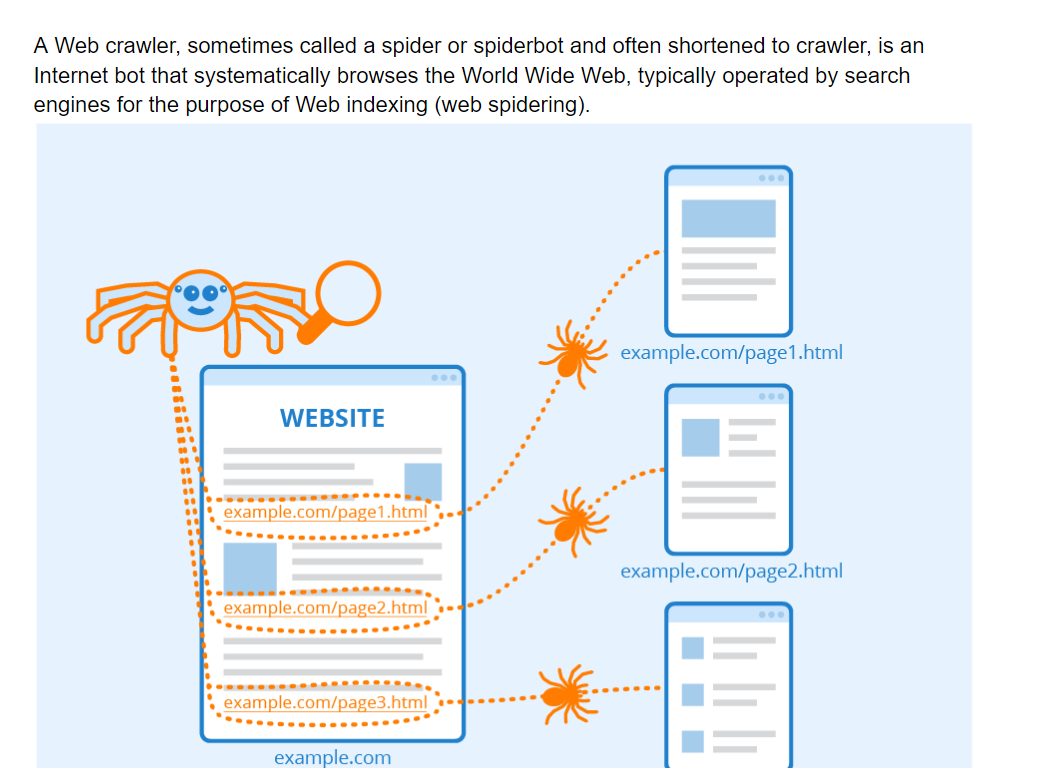 A Web crawler, sometimes called a spider or spiderbot and often shortened to crawler, is an
Internet bot that systematically browses the World Wide Web, typically operated by search
engines for the purpose of Web indexing (web spidering).
WEBSITE
example.com/page1.html
example.com/page2.html
example.com/page3.html
example.com
example.com/page1.html
example.com/page2.html